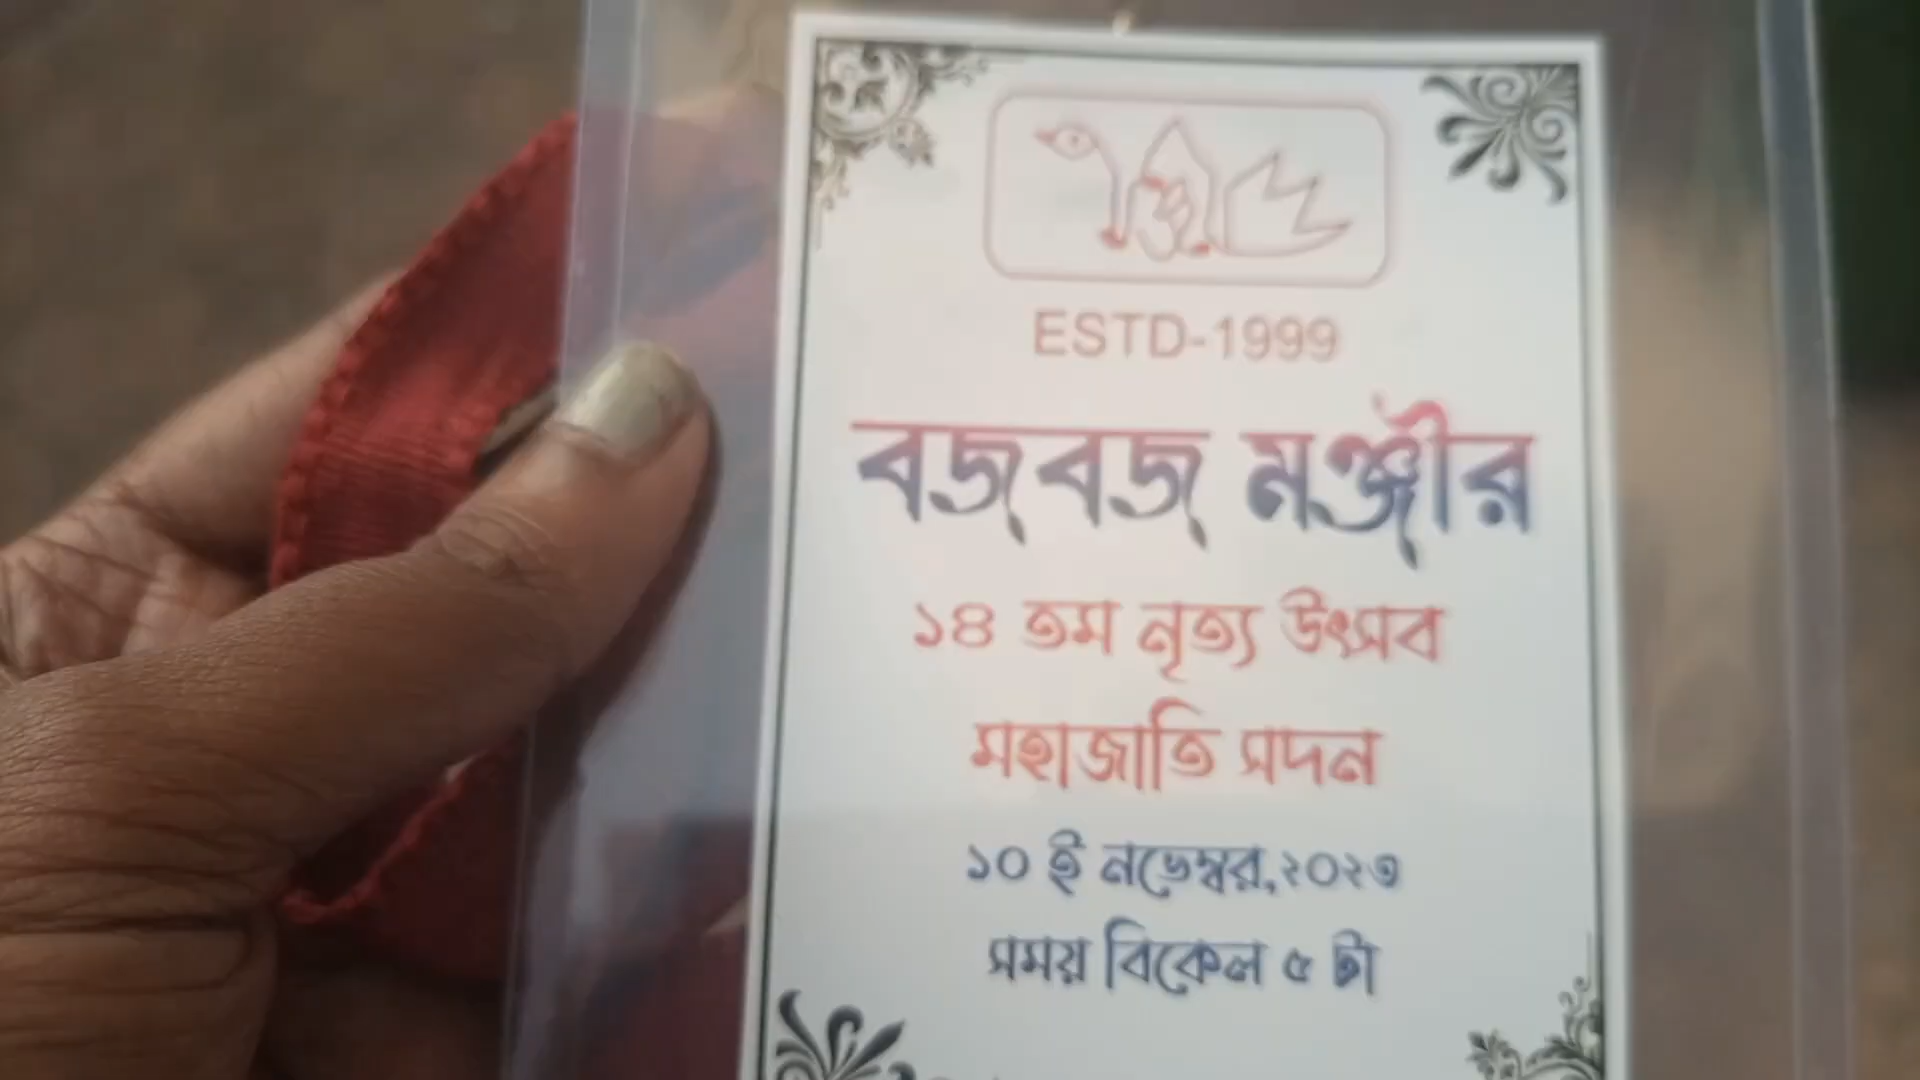 ESTD-1999
বজবজ মঞ্জীর
১৪ তম নৃত্য উৎসব
মহাজাতি সদন
১০ ই নভেম্বর,২০২৩
সময় বিকেল ৫ টা